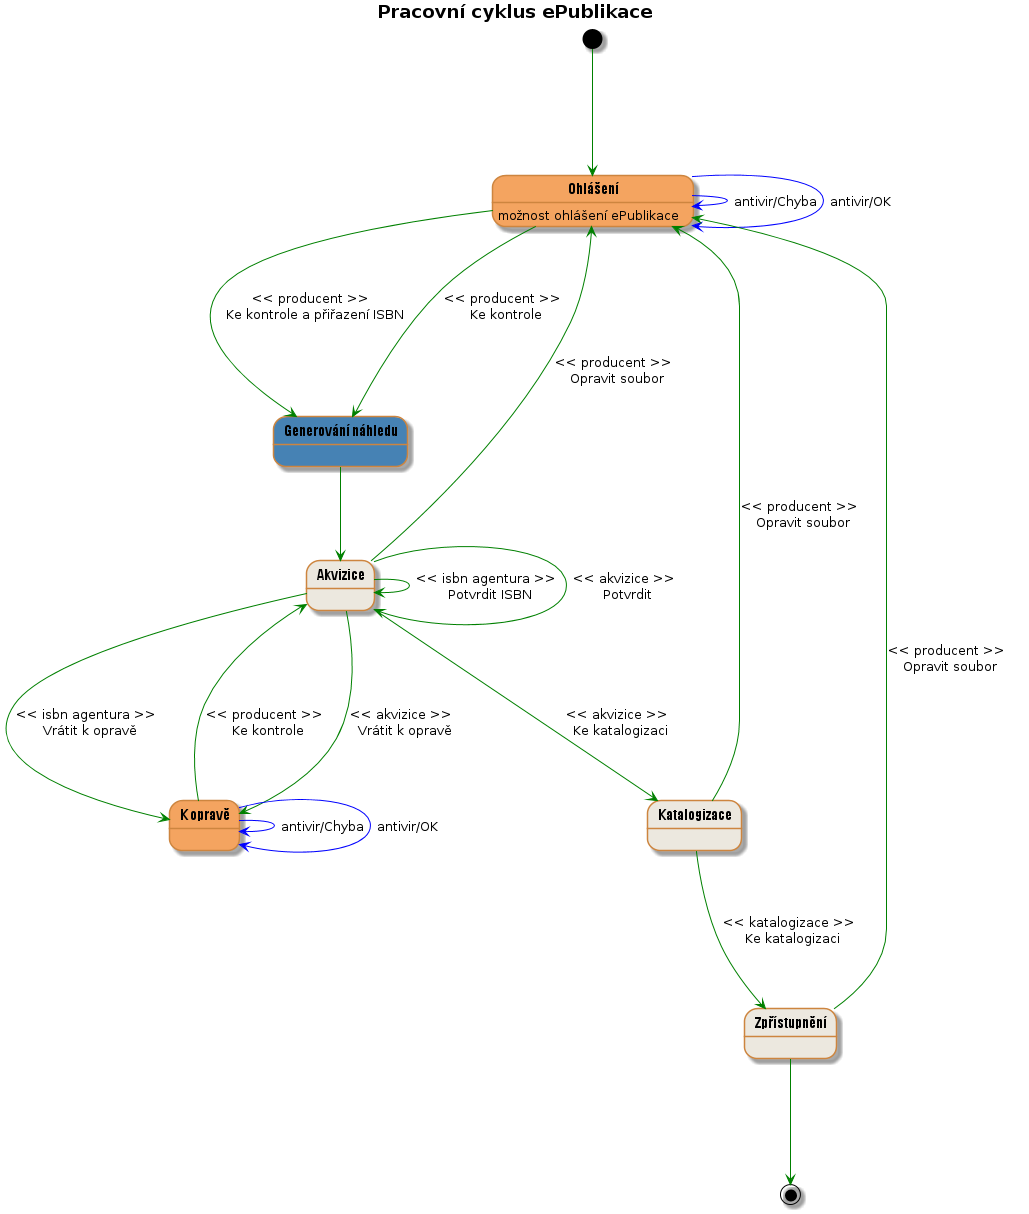 Pracovní cyklus ePublikace
Ohlášení
možnost ohlášení ePublikace
antivir/Chyba
antivir/OK
<< producent >>
Ke kontrole a přiřazení ISBN
<< producent >>
Ke kontrole
<< producent >>
Opravit soubor
Generování náhledu
<< producent >>
Opravit soubor
Akvizice
<< isbn agentura >>
Potvrdit ISBN
<< akvizice >>
Potvrdit
<< producent >>
Opravit soubor
<< isbn agentura >>
Vrátit k opravě
<< producent >>
Ke kontrole
<< akvizice >>
Vrátit k opravě
<< akvizice >>
Ke katalogizaci
K opravě
antivir/Chyba
antivir/OK
Katalogizace
<< katalogizace >>
Ke katalogizaci
Zpřístupnění